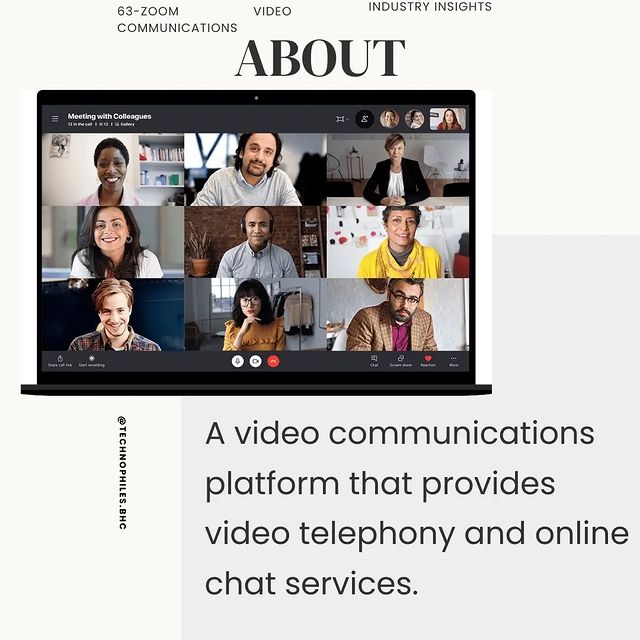 63-ZOOM VIDEO
COMMUNICATIONS
INDUSTRY INSIGHTS
ABOUT
Meeting with Colleagues
12 in the call | 0:12 | Gallery
Share call link
Start recording
Chat
Screen share
Reaction
More
@TECHNOPHILES.BHC
A video communications
platform that provides
video telephony and online
chat services.